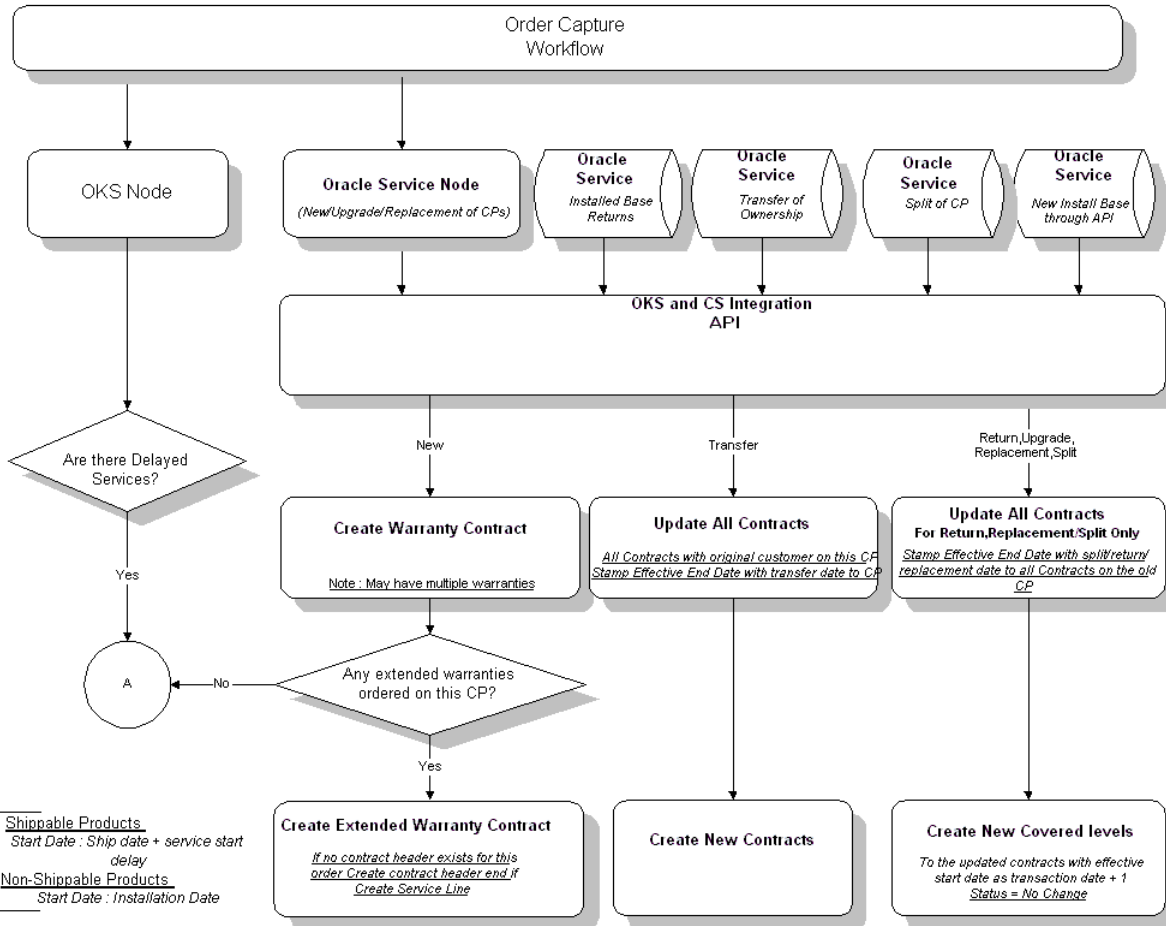 Order Capture
Workflow
OKS Node
Oracle Service Node
(New/Upgrade/Replacement of CPs)
Oracle
Service
Installed Base
Returns
Oracle
Service
Transfer of
Ownership
Oracle
Service
Split of CP
Oracle
Service
New Install Base
through API
OKS and CS Integration
API
Are there Delayed
Services?
New
Transfer
Return,Upgrade,
Replacement,Split
Create Warranty Contract
Note : May have multiple warranties
Update All Contracts
All Contracts with original customer on this CP
Stamp Effective End Date with transfer date to CP
Update All Contracts
For Return,Replacement/Split Only
Stamp Effective End Date with split/return/
replacement date to all Contracts on the old
CP
Yes
A
No
Any extended warranties
ordered on this CP?
Yes
Shippable Products
Start Date : Ship date + service start
delay
Non-Shippable Products
Start Date : Installation Date
Create Extended Warranty Contract
If no contract header exists for this
order Create contract header end if
Create Service Line
Create New Contracts
Create New Covered levels
To the updated contracts with effective
start date as transaction date + 1
Status = No Change